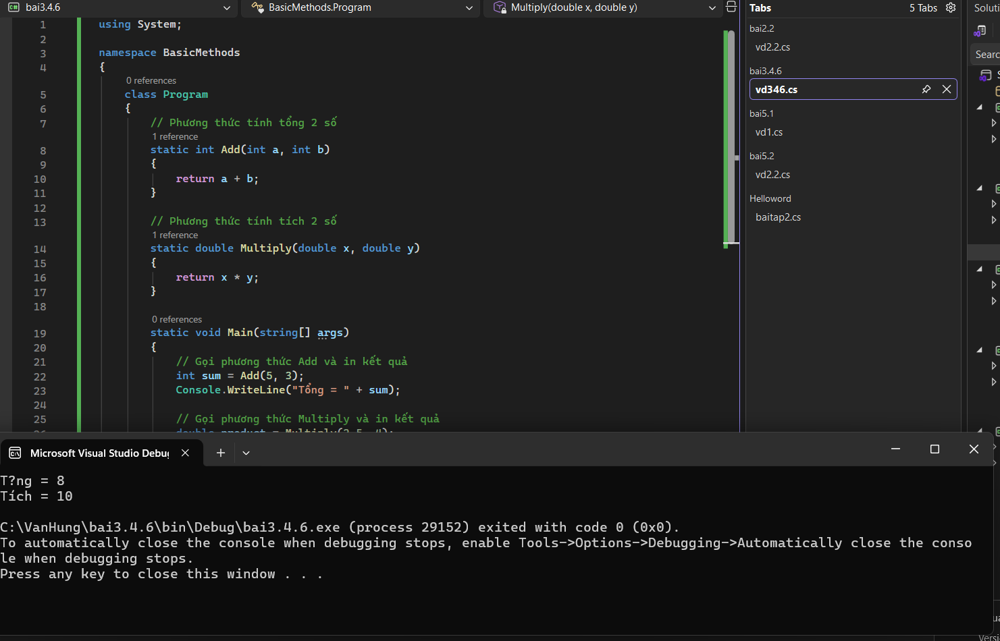 bai3.4.6
BasicMethods.Program
Multiply(double x, double y)
1 using System;
2
3 namespace BasicMethods
4 {
0 references
5 class Program
6 {
7 // Phương thức tính tổng 2 số
1 reference
8 static int Add(int a, int b)
9 {
10 return a + b;
11 }
12
13 // Phương thức tính tích 2 số
1 reference
14 static double Multiply(double x, double y)
15 {
16 return x * y;
17 }
18
0 references
19 static void Main(string[] args)
20 {
21 // Gọi phương thức Add và in kết quả
22 int sum = Add(5, 3);
23 Console.WriteLine("Tổng = " + sum);
24
25 // Gọi phương thức Multiply và in kết quả
double product = Multiply(2.5, 4);
Tabs
5 Tabs
bai2.2
vd2.2.cs
bai3.4.6
vd346.cs
bai5.1
vd1.cs
bai5.2
vd2.2.cs
Helloword
baitap2.cs
Microsoft Visual Studio Debug
T?ng = 8
Tích = 10
C:\VanHung\bai3.4.6\bin\Debug\bai3.4.6.exe (process 29152) exited with code 0 (0x0).
To automatically close the console when debugging stops, enable Tools->Options->Debugging->Automatically close the conso
le when debugging stops.
Press any key to close this window . . .